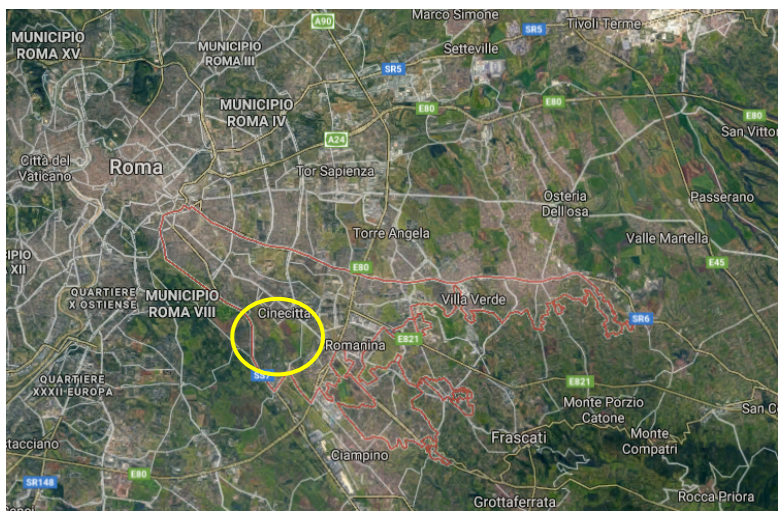 Marco Simone
A90
SR5
Tivoli Terme
MUNICIPIO
ROMA XV
MUNICIPIO
ROMA III
Setteville
SR5
MUNICIPIO
ROMA IV
E80
E80
E80
A24
San Vittor
Città del
Vaticano
Roma
Tor Sapienza
Osteria
Dell'osa
Passerano
Torre Angela
Valle Martella
CIPIO
XII
E80
E45
QUARTIERE
X OSTIENSE
MUNICIPIO
ROMA VIII
Villa Verde
Cinecittà
SR6
Romanina
E821
QUARTIERE
XXXII EUROPA
E821
Monte Porzio
Catone
San C
stacciano
Frascati
Monte
Compatri
Ciampino
E80
SR148
Rocca Priora
Grottaferrata